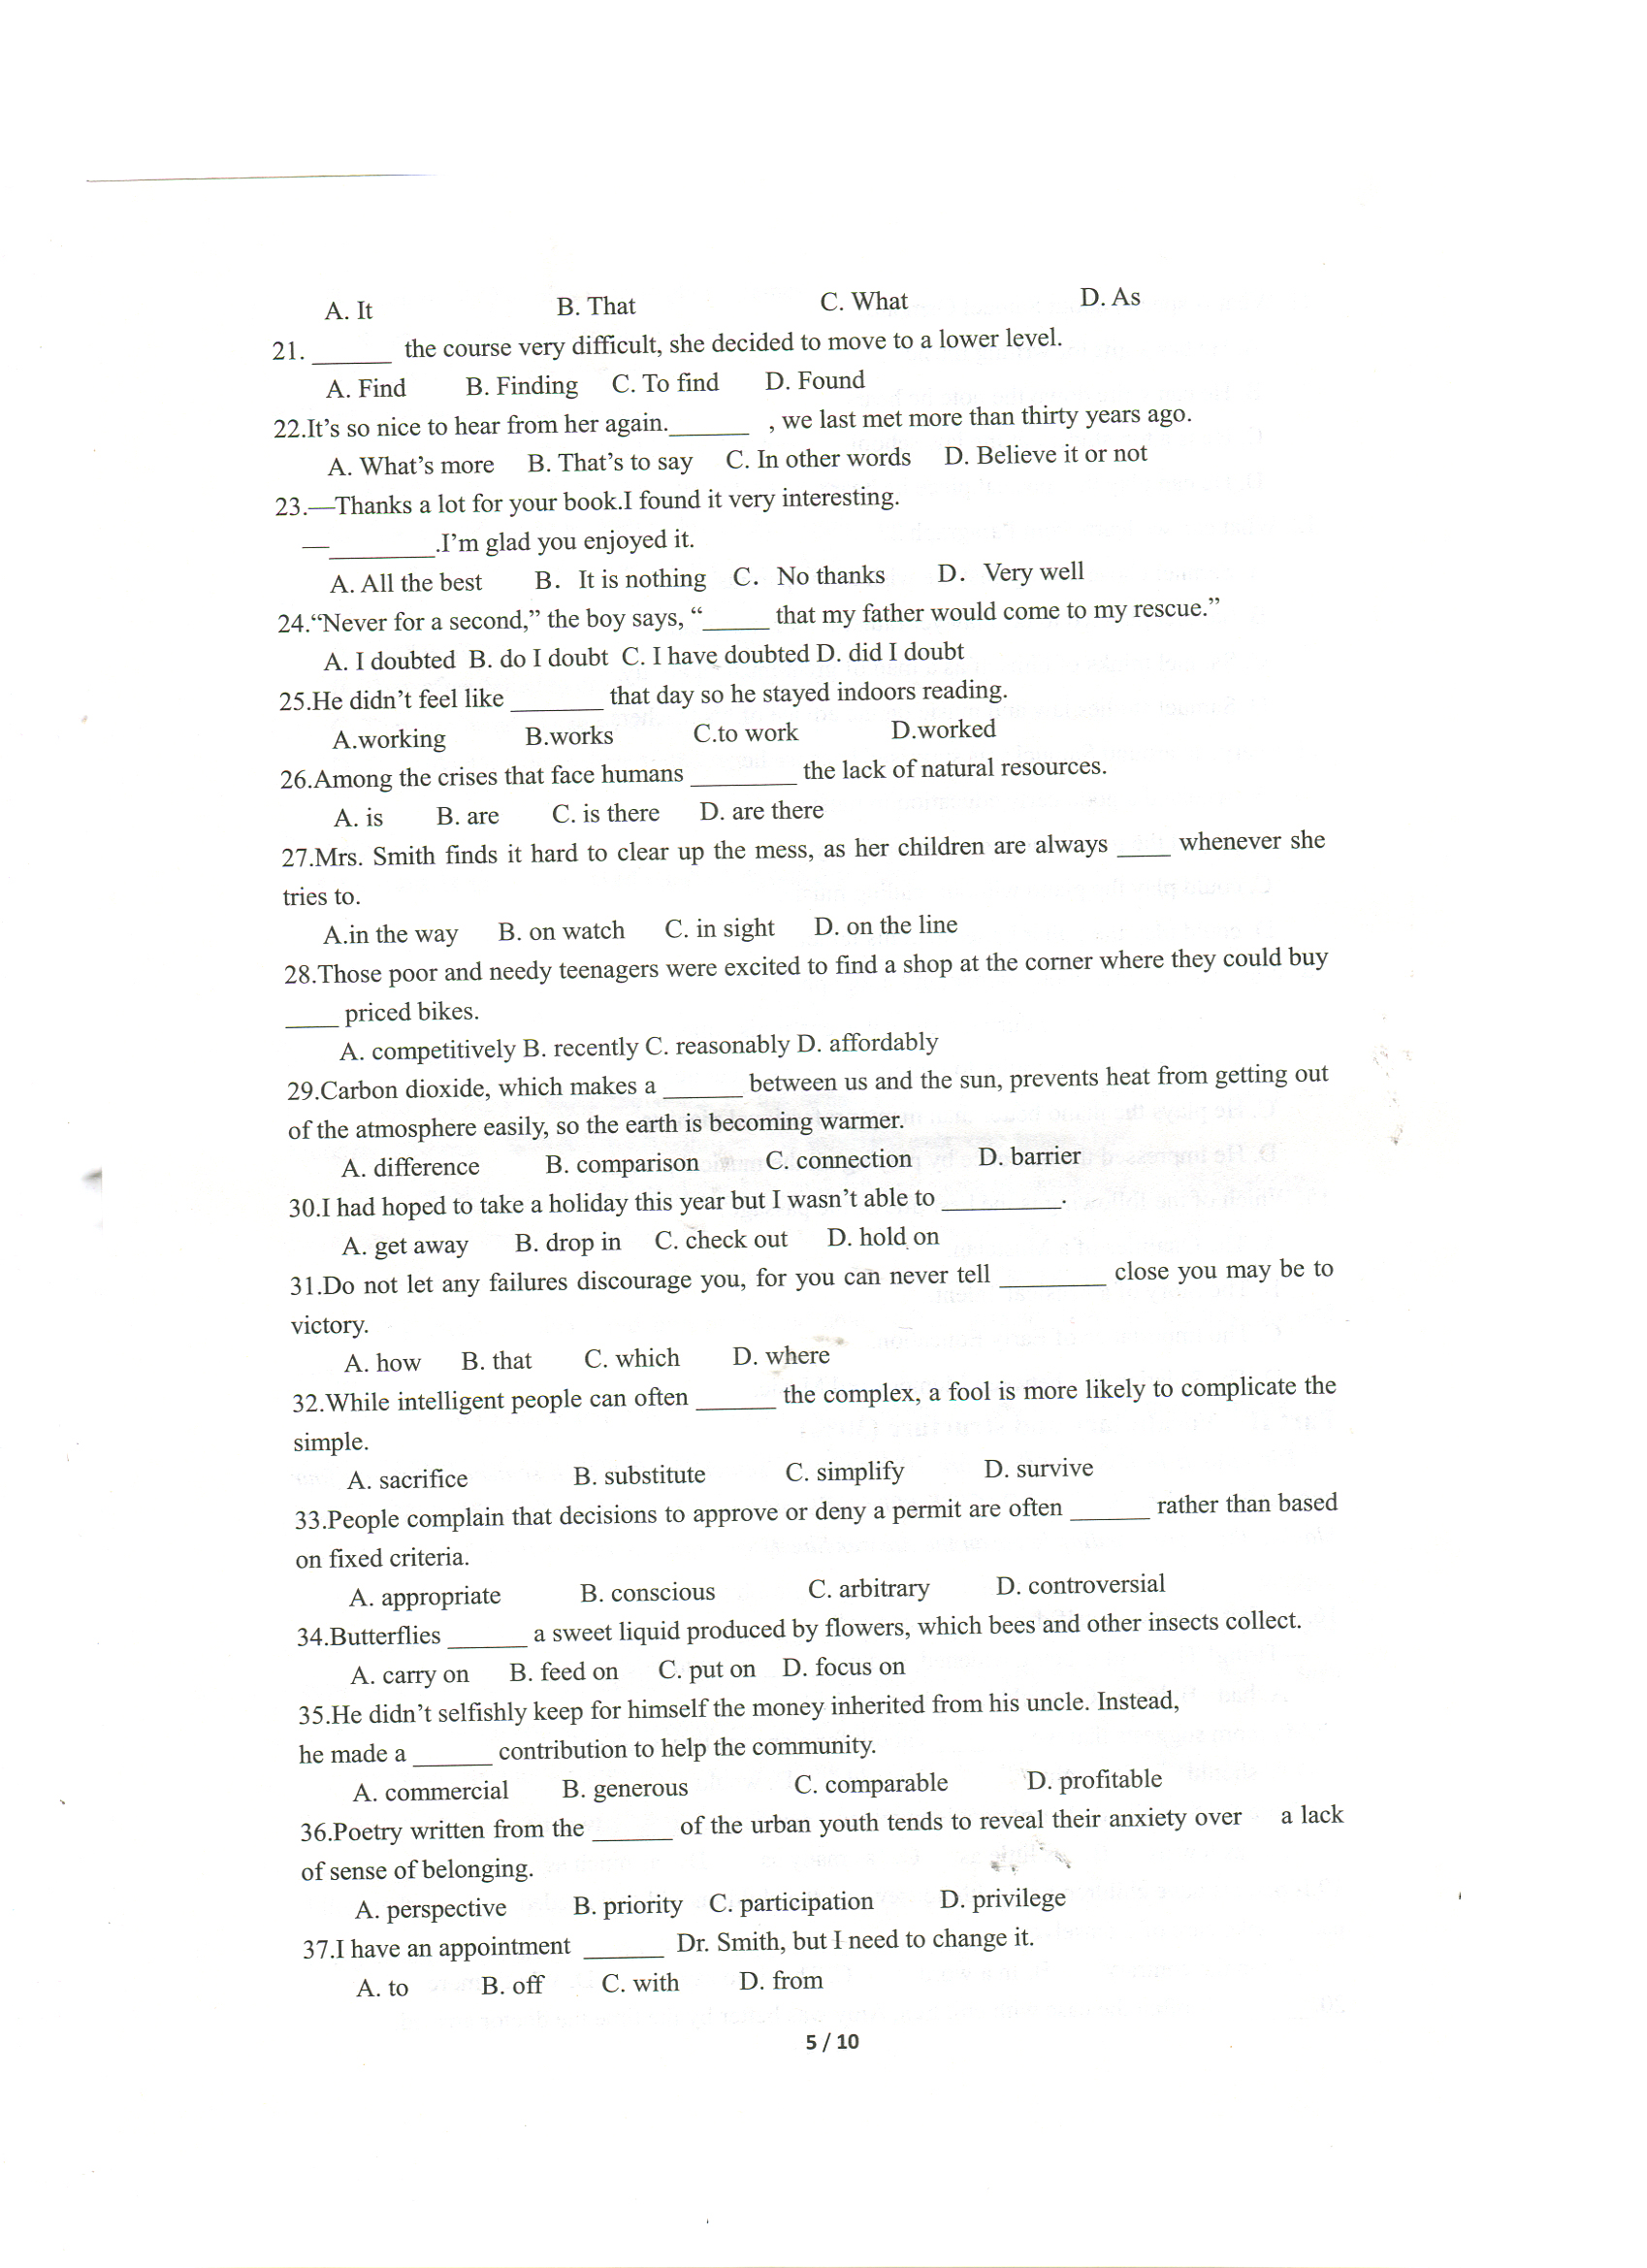 A. It B. That C. What D. As
21. ______ the course very difficult, she decided to move to a lower level.
A. Find B. Finding C. To find D. Found
22.It's so nice to hear from her again.______ , we last met more than thirty years ago.
A. What's more B. That's to say C. In other words D. Believe it or not
23.—Thanks a lot for your book.I found it very interesting.
—________.I'm glad you enjoyed it.
A. All the best B. It is nothing C. No thanks D. Very well
24.“Never for a second,” the boy says, “_____ that my father would come to my rescue.”
A. I doubted B. do I doubt C. I have doubted D. did I doubt
25.He didn't feel like _______ that day so he stayed indoors reading.
A.working B.works C.to work D.worked
26.Among the crises that face humans ________ the lack of natural resources.
A. is B. are C. is there D. are there
27.Mrs. Smith finds it hard to clear up the mess, as her children are always ____ whenever she
tries to.
A.in the way B. on watch C. in sight D. on the line
28.Those poor and needy teenagers were excited to find a shop at the corner where they could buy
____ priced bikes.
A. competitively B. recently C. reasonably D. affordably
29.Carbon dioxide, which makes a ______ between us and the sun, prevents heat from getting out
of the atmosphere easily, so the earth is becoming warmer.
A. difference B. comparison C. connection D. barrier
30.I had hoped to take a holiday this year but I wasn't able to _________.
A. get away B. drop in C. check out D. hold on
31.Do not let any failures discourage you, for you can never tell ________ close you may be to
victory.
A. how B. that C. which D. where
32.While intelligent people can often ______ the complex, a fool is more likely to complicate the
simple.
A. sacrifice B. substitute C. simplify D. survive
33.People complain that decisions to approve or deny a permit are often ______ rather than based
on fixed criteria.
A. appropriate B. conscious C. arbitrary D. controversial
34.Butterflies ______ a sweet liquid produced by flowers, which bees and other insects collect.
A. carry on B. feed on C. put on D. focus on
35.He didn't selfishly keep for himself the money inherited from his uncle. Instead,
he made a ______ contribution to help the community.
A. commercial B. generous C. comparable D. profitable
36.Poetry written from the ______ of the urban youth tends to reveal their anxiety over a lack
of sense of belonging.
A. perspective B. priority C. participation D. privilege
37.I have an appointment ______ Dr. Smith, but I need to change it.
A. to B. off C. with D. from
5 / 10